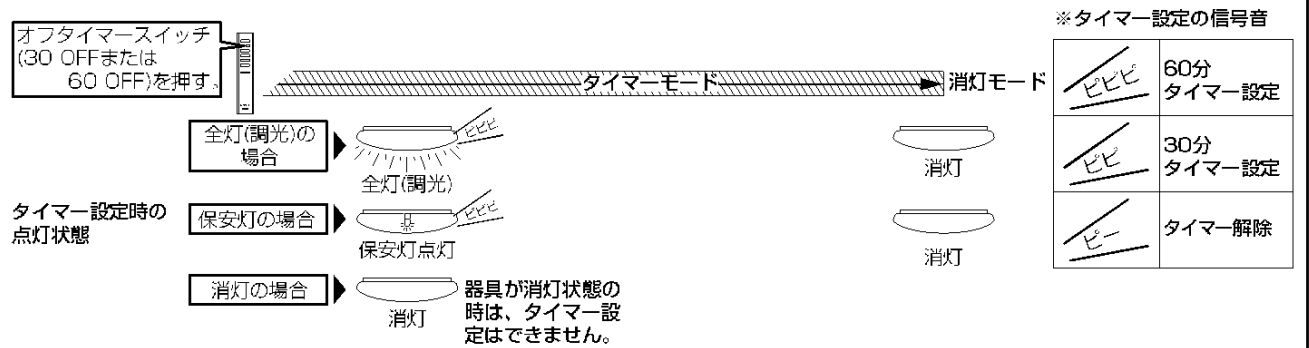 オフタイマースイッチ
(30 OFFまたは
60 OFF)を押す。
タイマーモード
消灯モード
タイマー設定時の
点灯状態
全灯(調光)の
場合
ピピピ
全灯(調光)
消灯
保安灯の場合
ピピピ
保安灯点灯
消灯
消灯の場合
消灯
器具が消灯状態の
時は、タイマー設
定はできません。
※タイマー設定の信号音
ピピピ
60分
タイマー設定
ピピ
30分
タイマー設定
ピー
タイマー解除